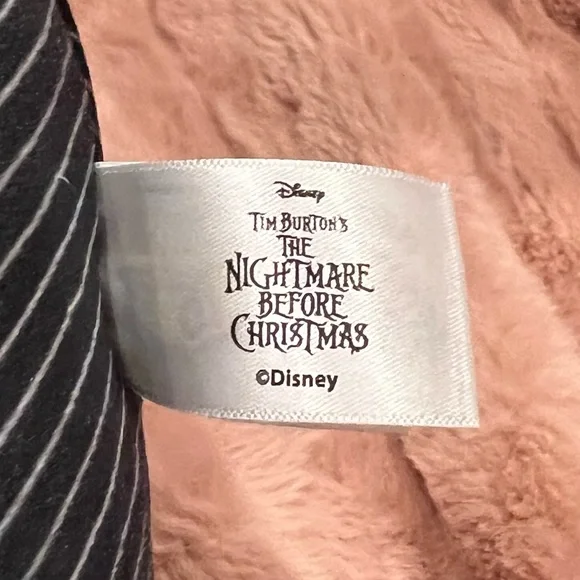 Disney
TIM BURTON'S
THE
NIGHTMARE
BEFORE
CHRISTMAS
©Disney